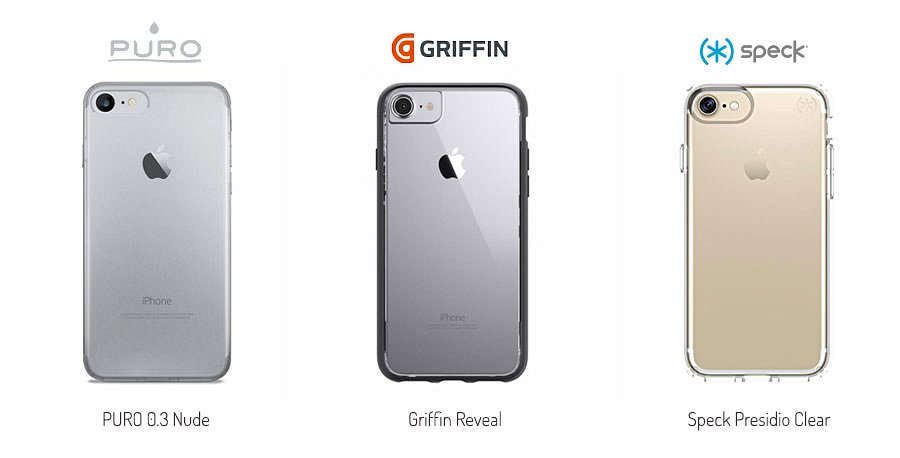 PURO
GRIFFIN
speck
iPhone
iPhone
PURO 0.3 Nude
Griffin Reveal
Speck Presidio Clear